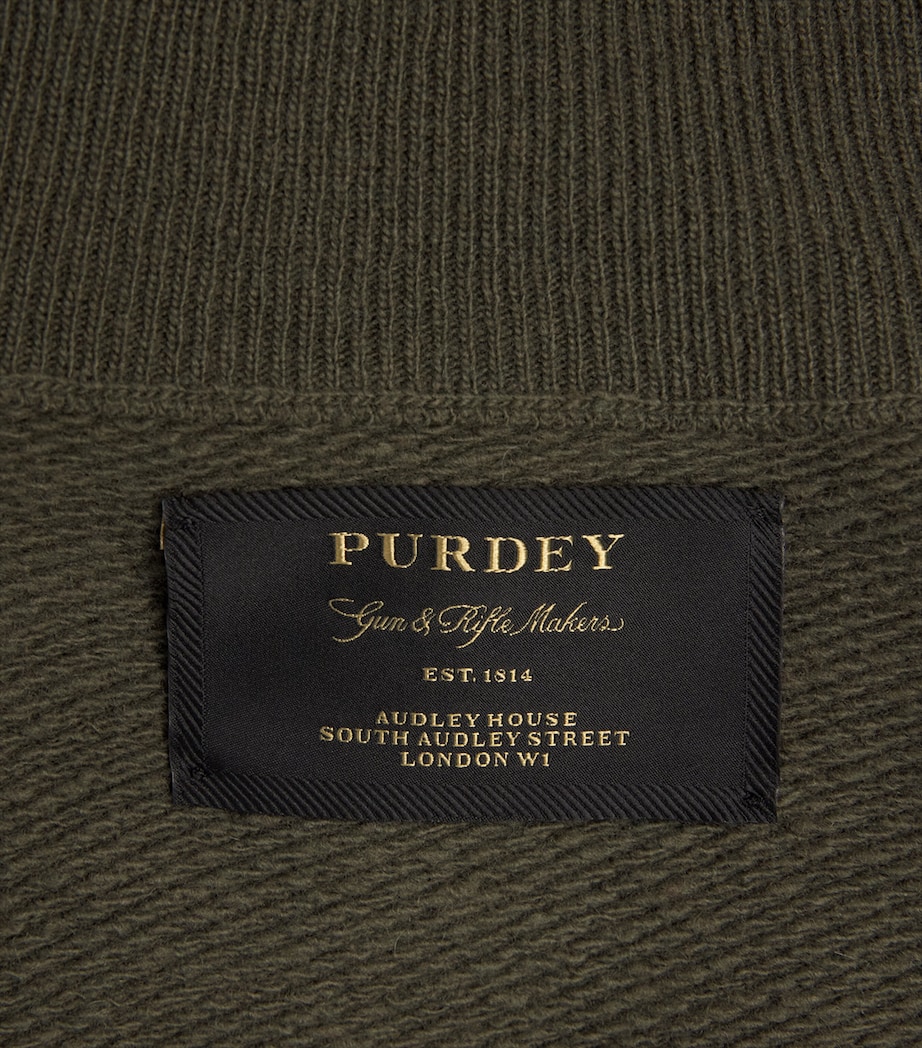 PURDEY
Gun & Rifle Makers
EST. 1814
AUDLEY HOUSE
SOUTH AUDLEY STREET
LONDON W1